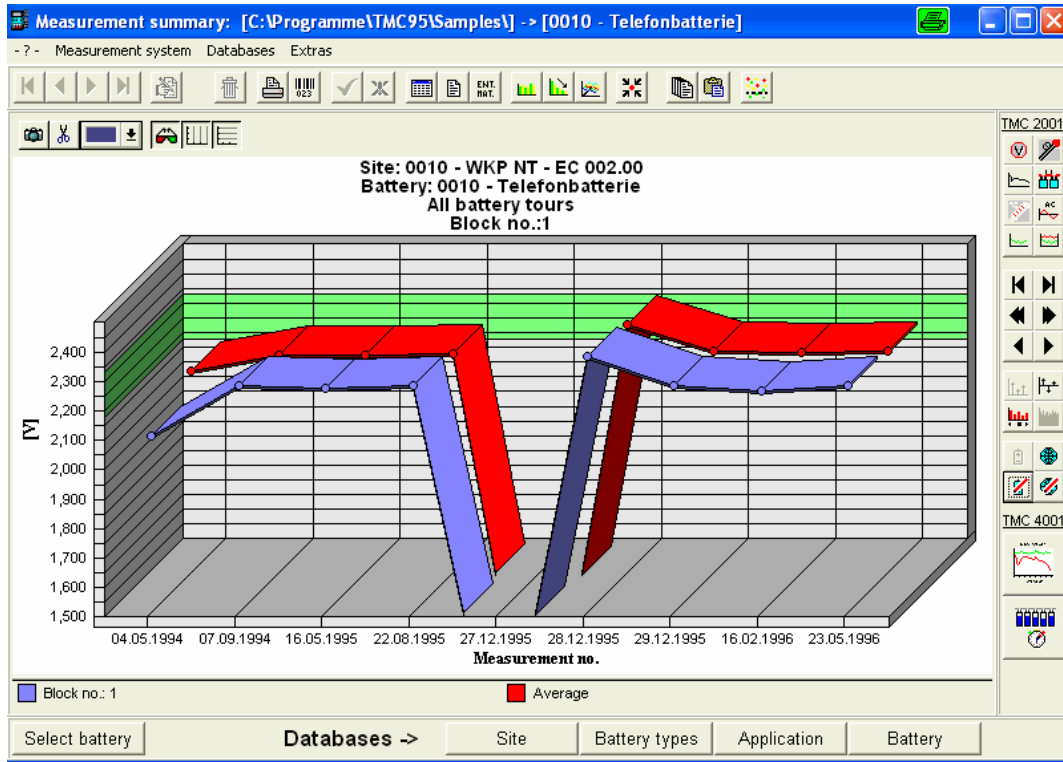 Measurement summary: [C:\Programme\TMC95\Samples\] -> [0010 - Telefonbatterie]
- ? - Measurement system Databases Extras
023
ENT.
MAT.
TMC 2001
Site: 0010 - WKP NT - EC 002.00
Battery: 0010 - Telefonbatterie
All battery tours
Block no.:1
V
AC
2,400
2,300
2,200
2,100
2,000
1,900
1,800
1,700
1,600
1,500
[V]
04.05.1994 07.09.1994 16.05.1995 22.08.1995 27.12.1995 28.12.1995 29.12.1995 16.02.1996 23.05.1996
Measurement no.
TMC 4001
Block no.: 1 Average
Select battery Databases -> Site Battery types Application Battery